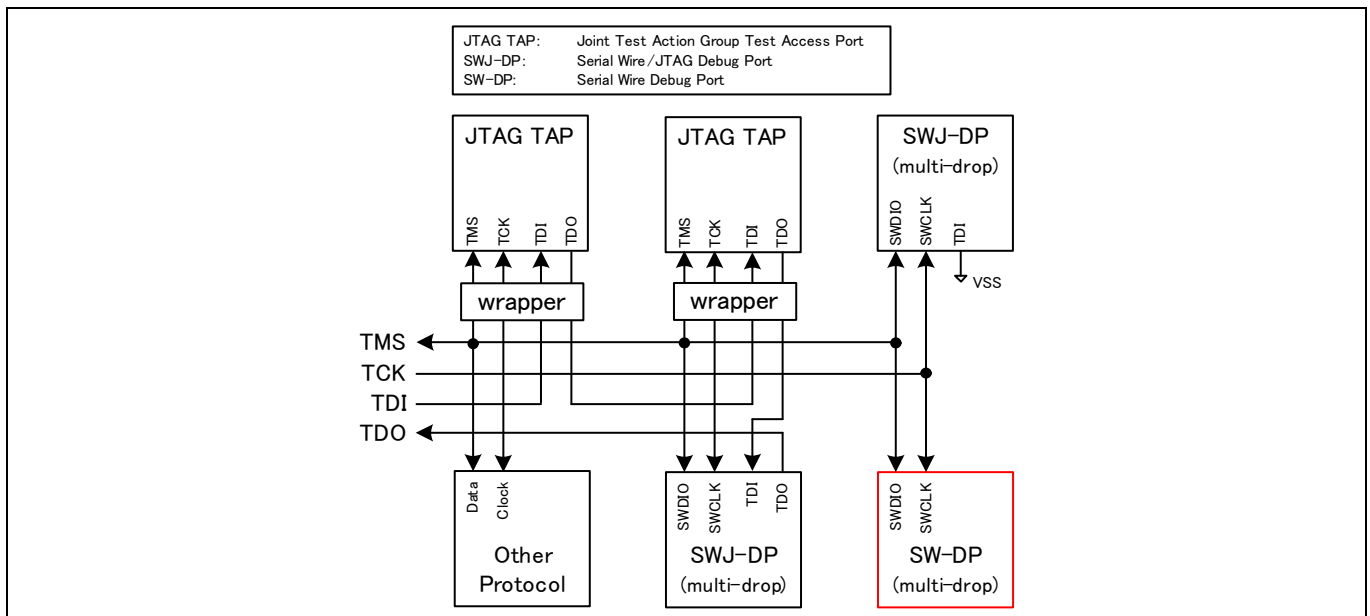 JTAG TAP: Joint Test Action Group Test Access Port
SWJ-DP: Serial Wire/JTAG Debug Port
SW-DP: Serial Wire Debug Port
JTAG TAP
TMS
TCK
TDI
TDO
wrapper
JTAG TAP
TMS
TCK
TDI
TDO
wrapper
SWJ-DP
(multi-drop)
SWDIO
SWCLK
TDI
VSS
TMS
TCK
TDI
TDO
Data
Clock
Other
Protocol
SWDIO
SWCLK
TDI
TDO
SWJ-DP
(multi-drop)
SWDIO
SWCLK
SW-DP
(multi-drop)